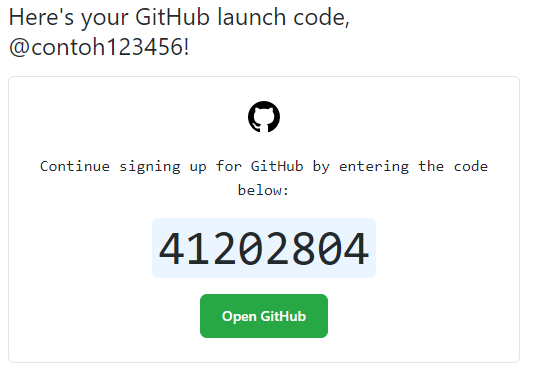 Here's your GitHub launch code,
@contoh123456!
Continue signing up for GitHub by entering the code
below:
41202804
Open GitHub